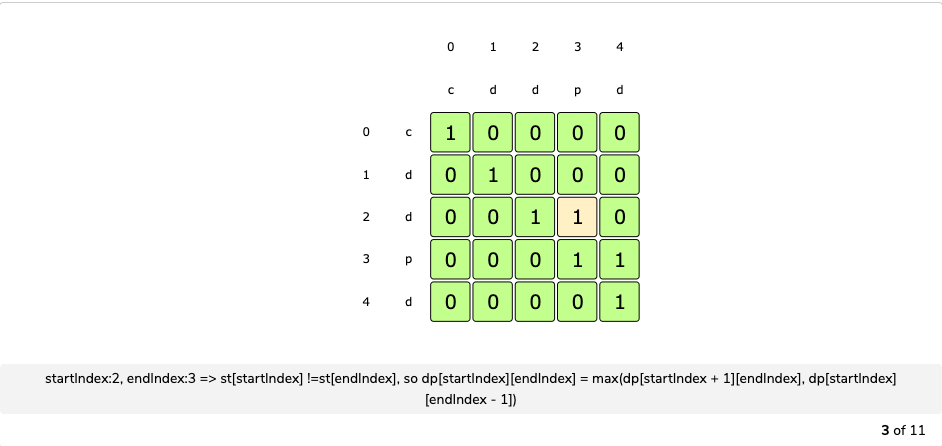 0 1 2 3 4
c d d p d
0 c 1 0 0 0 0
1 d 0 1 0 0 0
2 d 0 0 1 1 0
3 p 0 0 0 1 1
4 d 0 0 0 0 1
startIndex:2, endIndex:3 => st[startIndex] !=st[endIndex], so dp[startIndex][endIndex] = max(dp[startIndex + 1][endIndex], dp[startIndex]
[endIndex - 1])
3 of 11